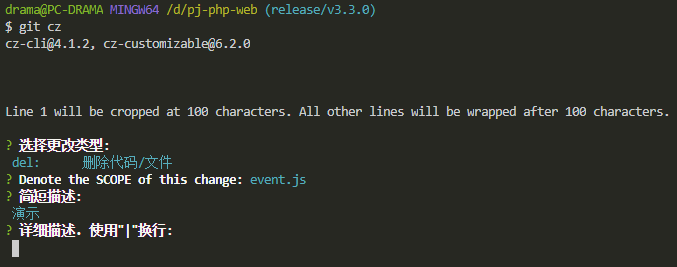 drama@PC-DRAMA MINGW64 /d/pj-php-web (release/v3.3.0)
$ git cz
cz-cli@4.1.2, cz-customizable@6.2.0
Line 1 will be cropped at 100 characters. All other lines will be wrapped after 100 characters.
? 选择更改类型:
del: 删除代码/文件
? Denote the SCOPE of this change: event.js
? 简短描述:
演示
? 详细描述. 使用"|"换行: